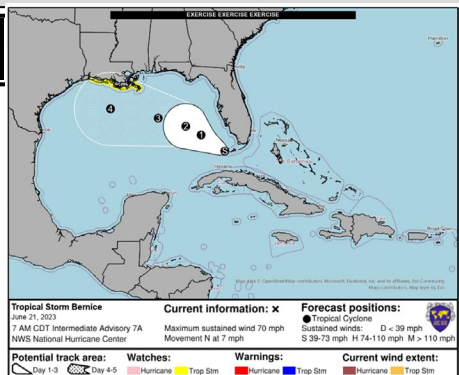 EXERCISE EXERCISE EXERCISE
Hamilton
4
3
2
1
S
Havana
Tropical Storm Bernice
June 21, 2023
7 AM CDT Intermediate Advisory 7A
NWS National Hurricane Center
Current information: x
Maximum sustained wind 70 mph
Movement N at 7 mph
Forecast positions:
● Tropical Cyclone
Sustained winds: D < 39 mph
S 39-73 mph H 74-110 mph M > 110 mph
Potential track area:
Day 1-3 Day 4-5
Watches:
Hurricane Trop Stm
Warnings:
Hurricane Trop Stm
Current wind extent:
Hurricane Trop Stm